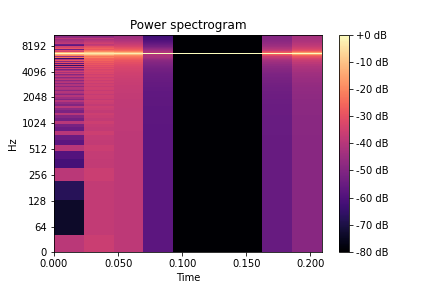 Power spectrogram
Hz
8192
4096
2048
1024
512
256
128
64
0
0.000 0.050 0.100 0.150 0.200
Time
+0 dB
-10 dB
-20 dB
-30 dB
-40 dB
-50 dB
-60 dB
-70 dB
-80 dB